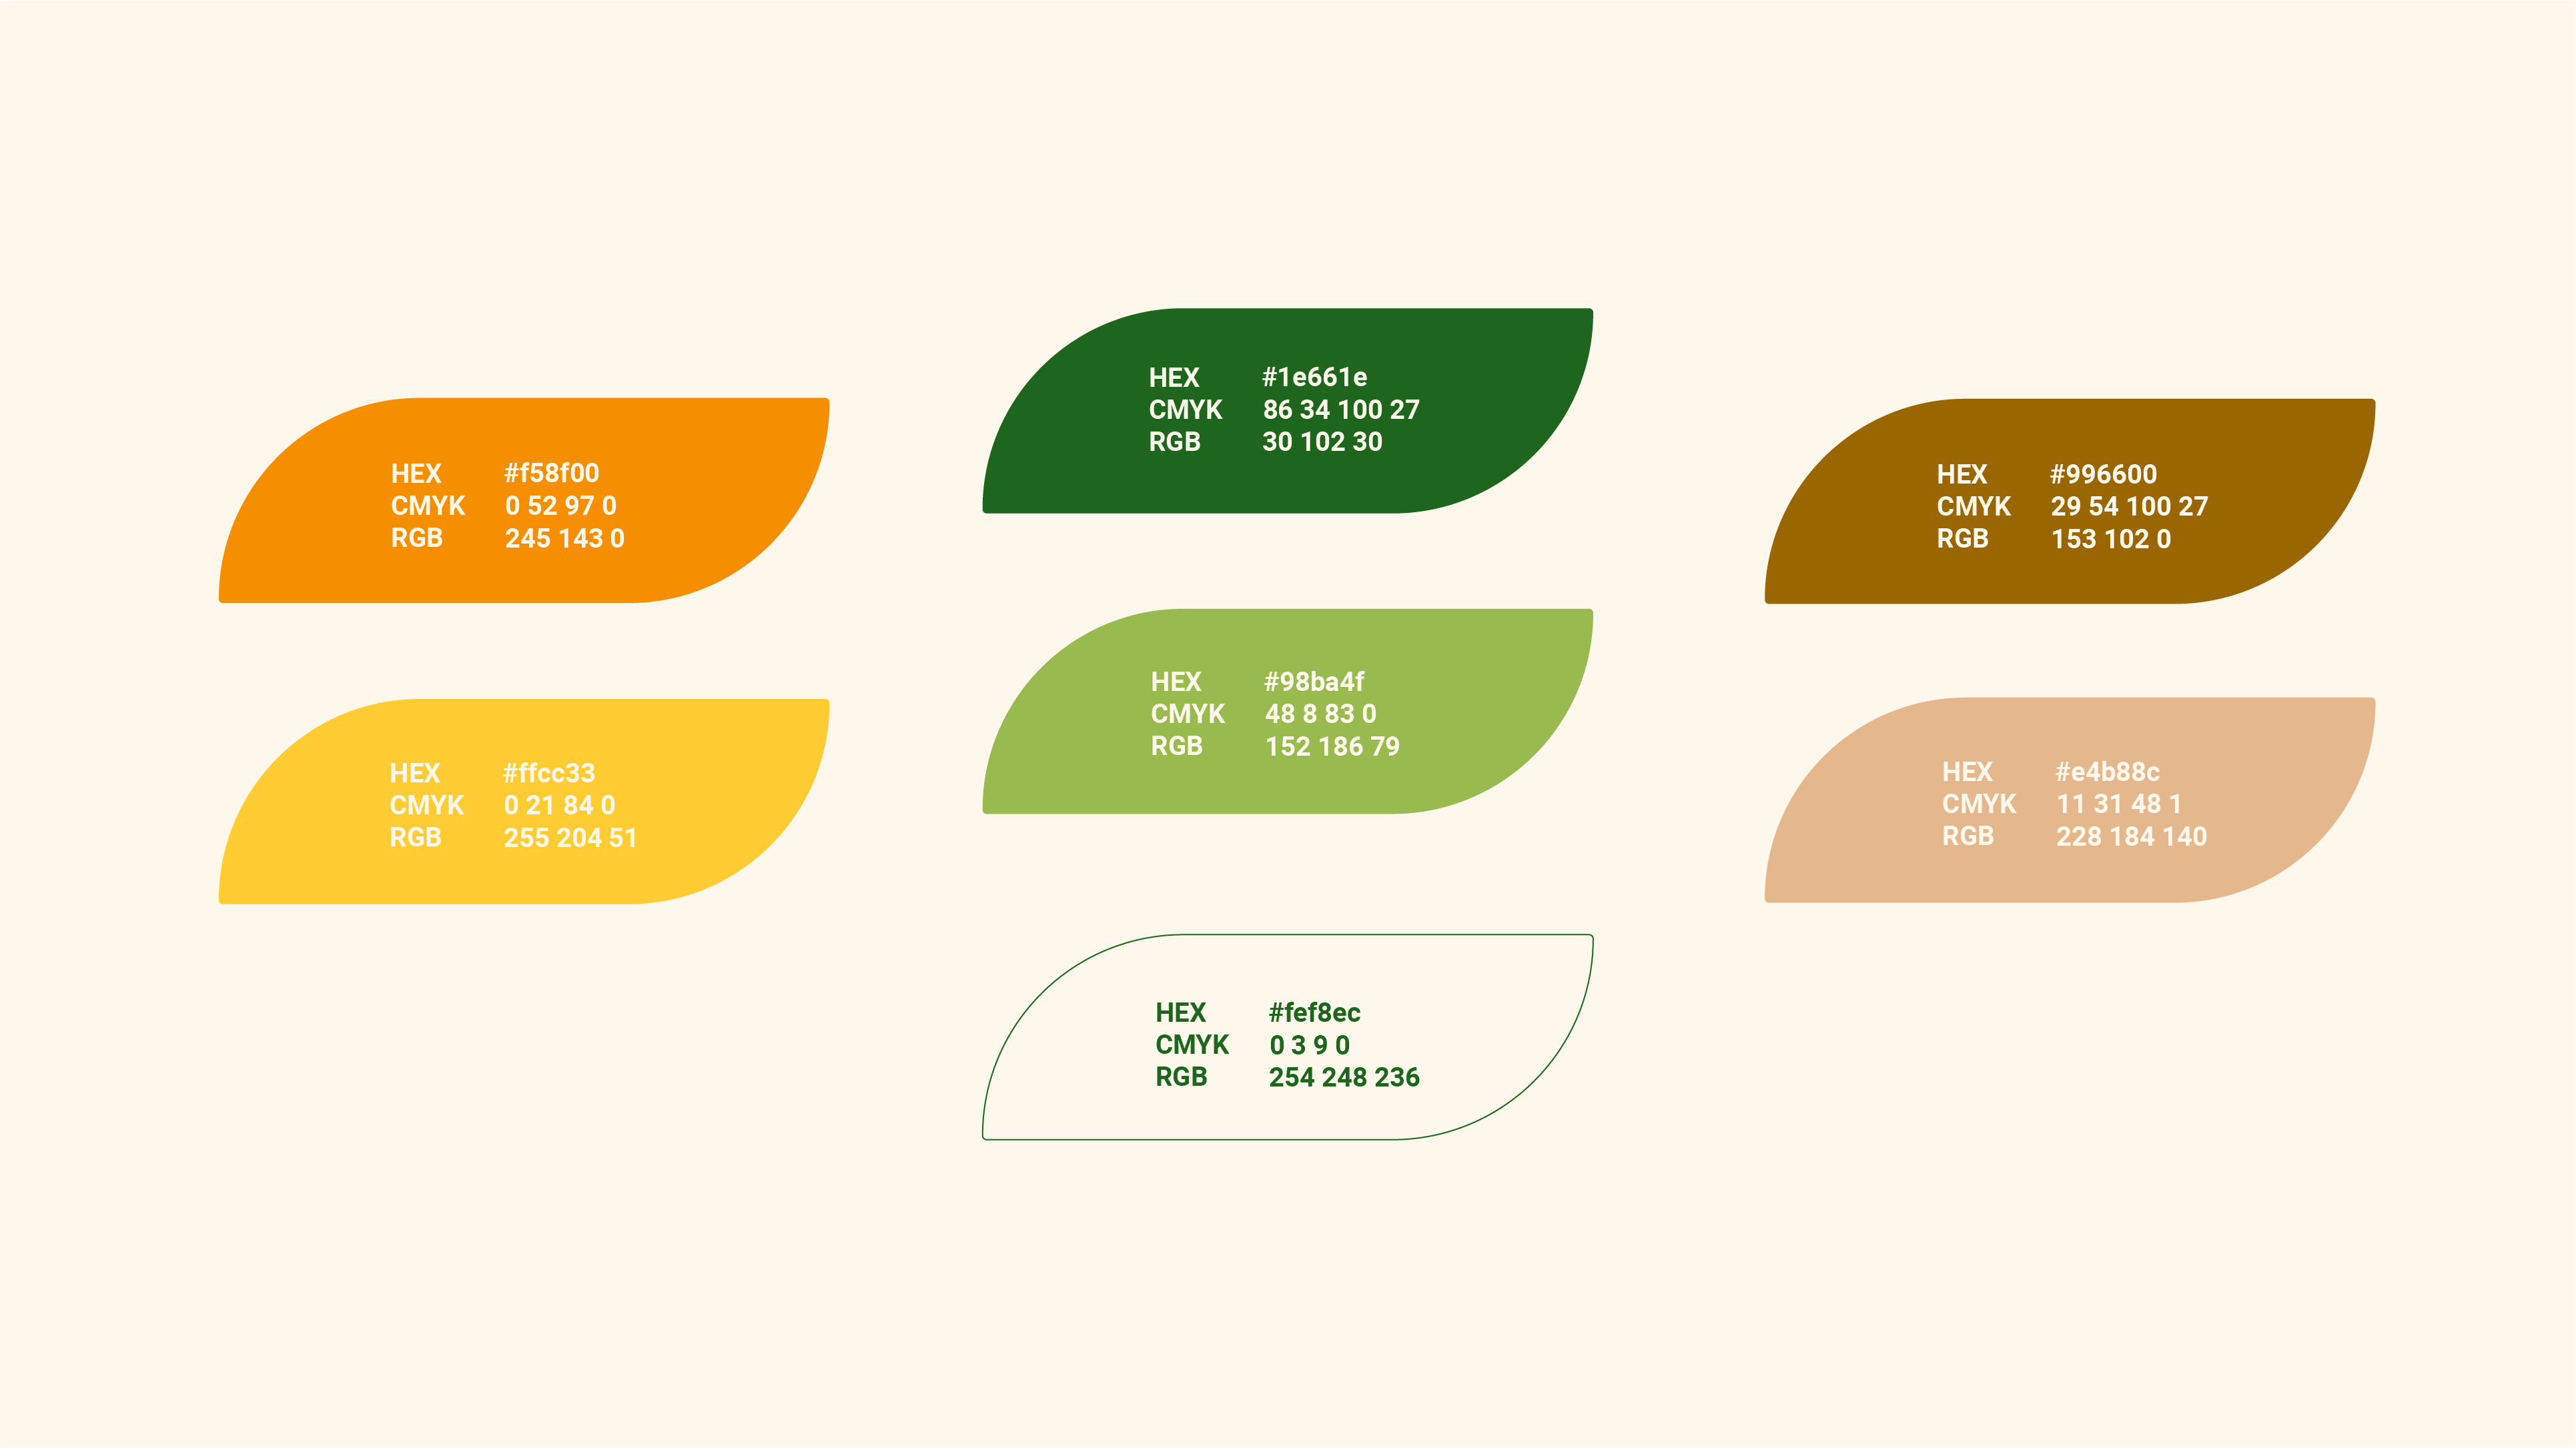 HEX #f58f00
CMYK 0 52 97 0
RGB 245 143 0
HEX #ffcc33
CMYK 0 21 84 0
RGB 255 204 51
HEX #1e661e
CMYK 86 34 100 27
RGB 30 102 30
HEX #98ba4f
CMYK 48 8 83 0
RGB 152 186 79
HEX #fef8ec
CMYK 0 3 9 0
RGB 254 248 236
HEX #996600
CMYK 29 54 100 27
RGB 153 102 0
HEX #e4b88c
CMYK 11 31 48 1
RGB 228 184 140